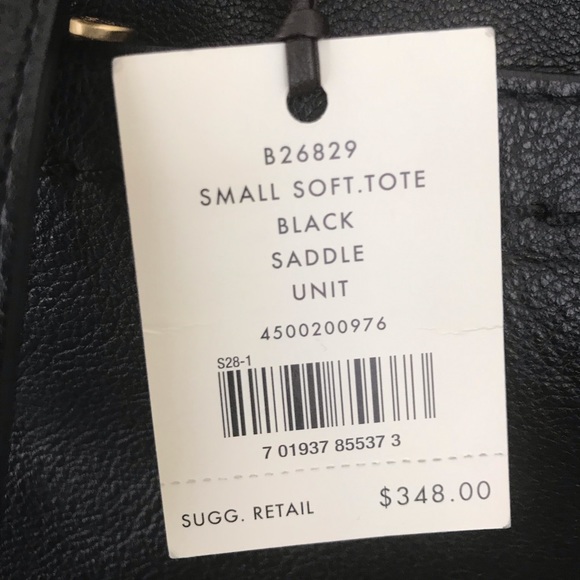 B26829
SMALL SOFT.TOTE
BLACK
SADDLE
UNIT
4500200976
S28-1
7 01937 85537 3
SUGG. RETAIL $348.00